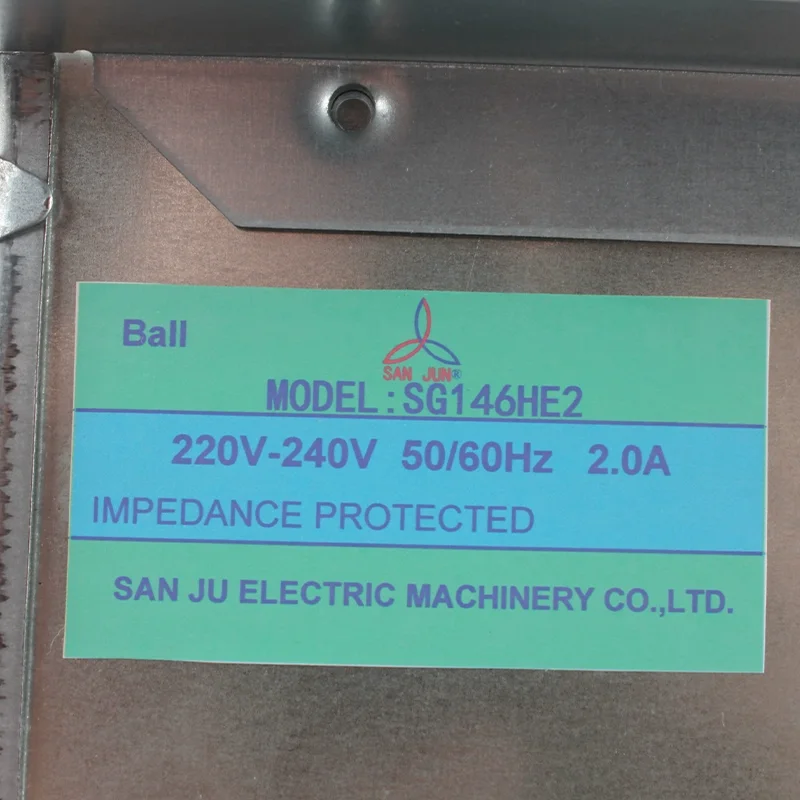 Ball
SAN JUN®
MODEL:SG146HE2
220V-240V 50/60Hz 2.0A
IMPEDANCE PROTECTED
SAN JU ELECTRIC MACHINERY CO.,LTD.